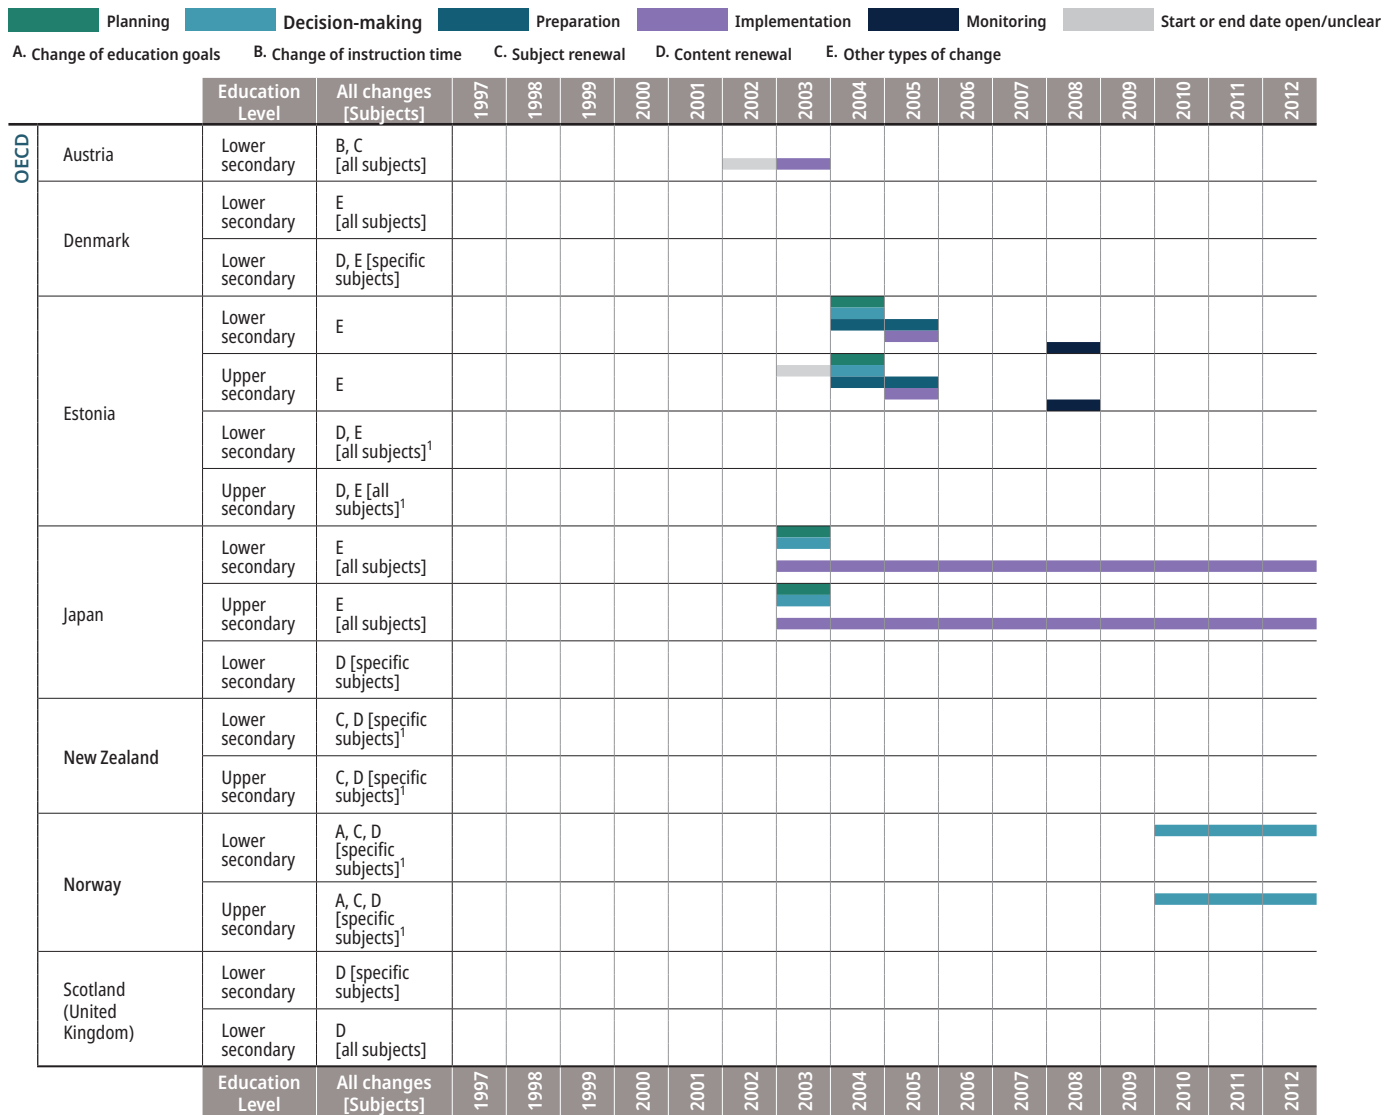 Planning Decision-making Preparation Implementation Monitoring Start or end date open/unclear
A. Change of education goals B. Change of instruction time C. Subject renewal D. Content renewal E. Other types of change
Education Level All changes [Subjects] 1997 1998 1999 2000 2001 2002 2003 2004 2005 2006 2007 2008 2009 2010 2011 2012
OECD
Austria
Lower
secondary
B, C
[all subjects]
Denmark
Lower
secondary
E
[all subjects]
Lower
secondary
D, E [specific
subjects]
Estonia
Lower
secondary
E
Upper
secondary
E
Lower
secondary
D, E
[all subjects]1
Upper
secondary
D, E [all
subjects]1
Japan
Lower
secondary
E
[all subjects]
Upper
secondary
E
[all subjects]
Lower
secondary
D [specific
subjects]
New Zealand
Lower
secondary
C, D [specific
subjects]1
Upper
secondary
C, D [specific
subjects]1
Norway
Lower
secondary
A, C, D
[specific
subjects]1
Upper
secondary
A, C, D
[specific
subjects]1
Scotland
(United
Kingdom)
Lower
secondary
D [specific
subjects]
Lower
secondary
D
[all subjects]
Education Level All changes [Subjects] 1997 1998 1999 2000 2001 2002 2003 2004 2005 2006 2007 2008 2009 2010 2011 2012